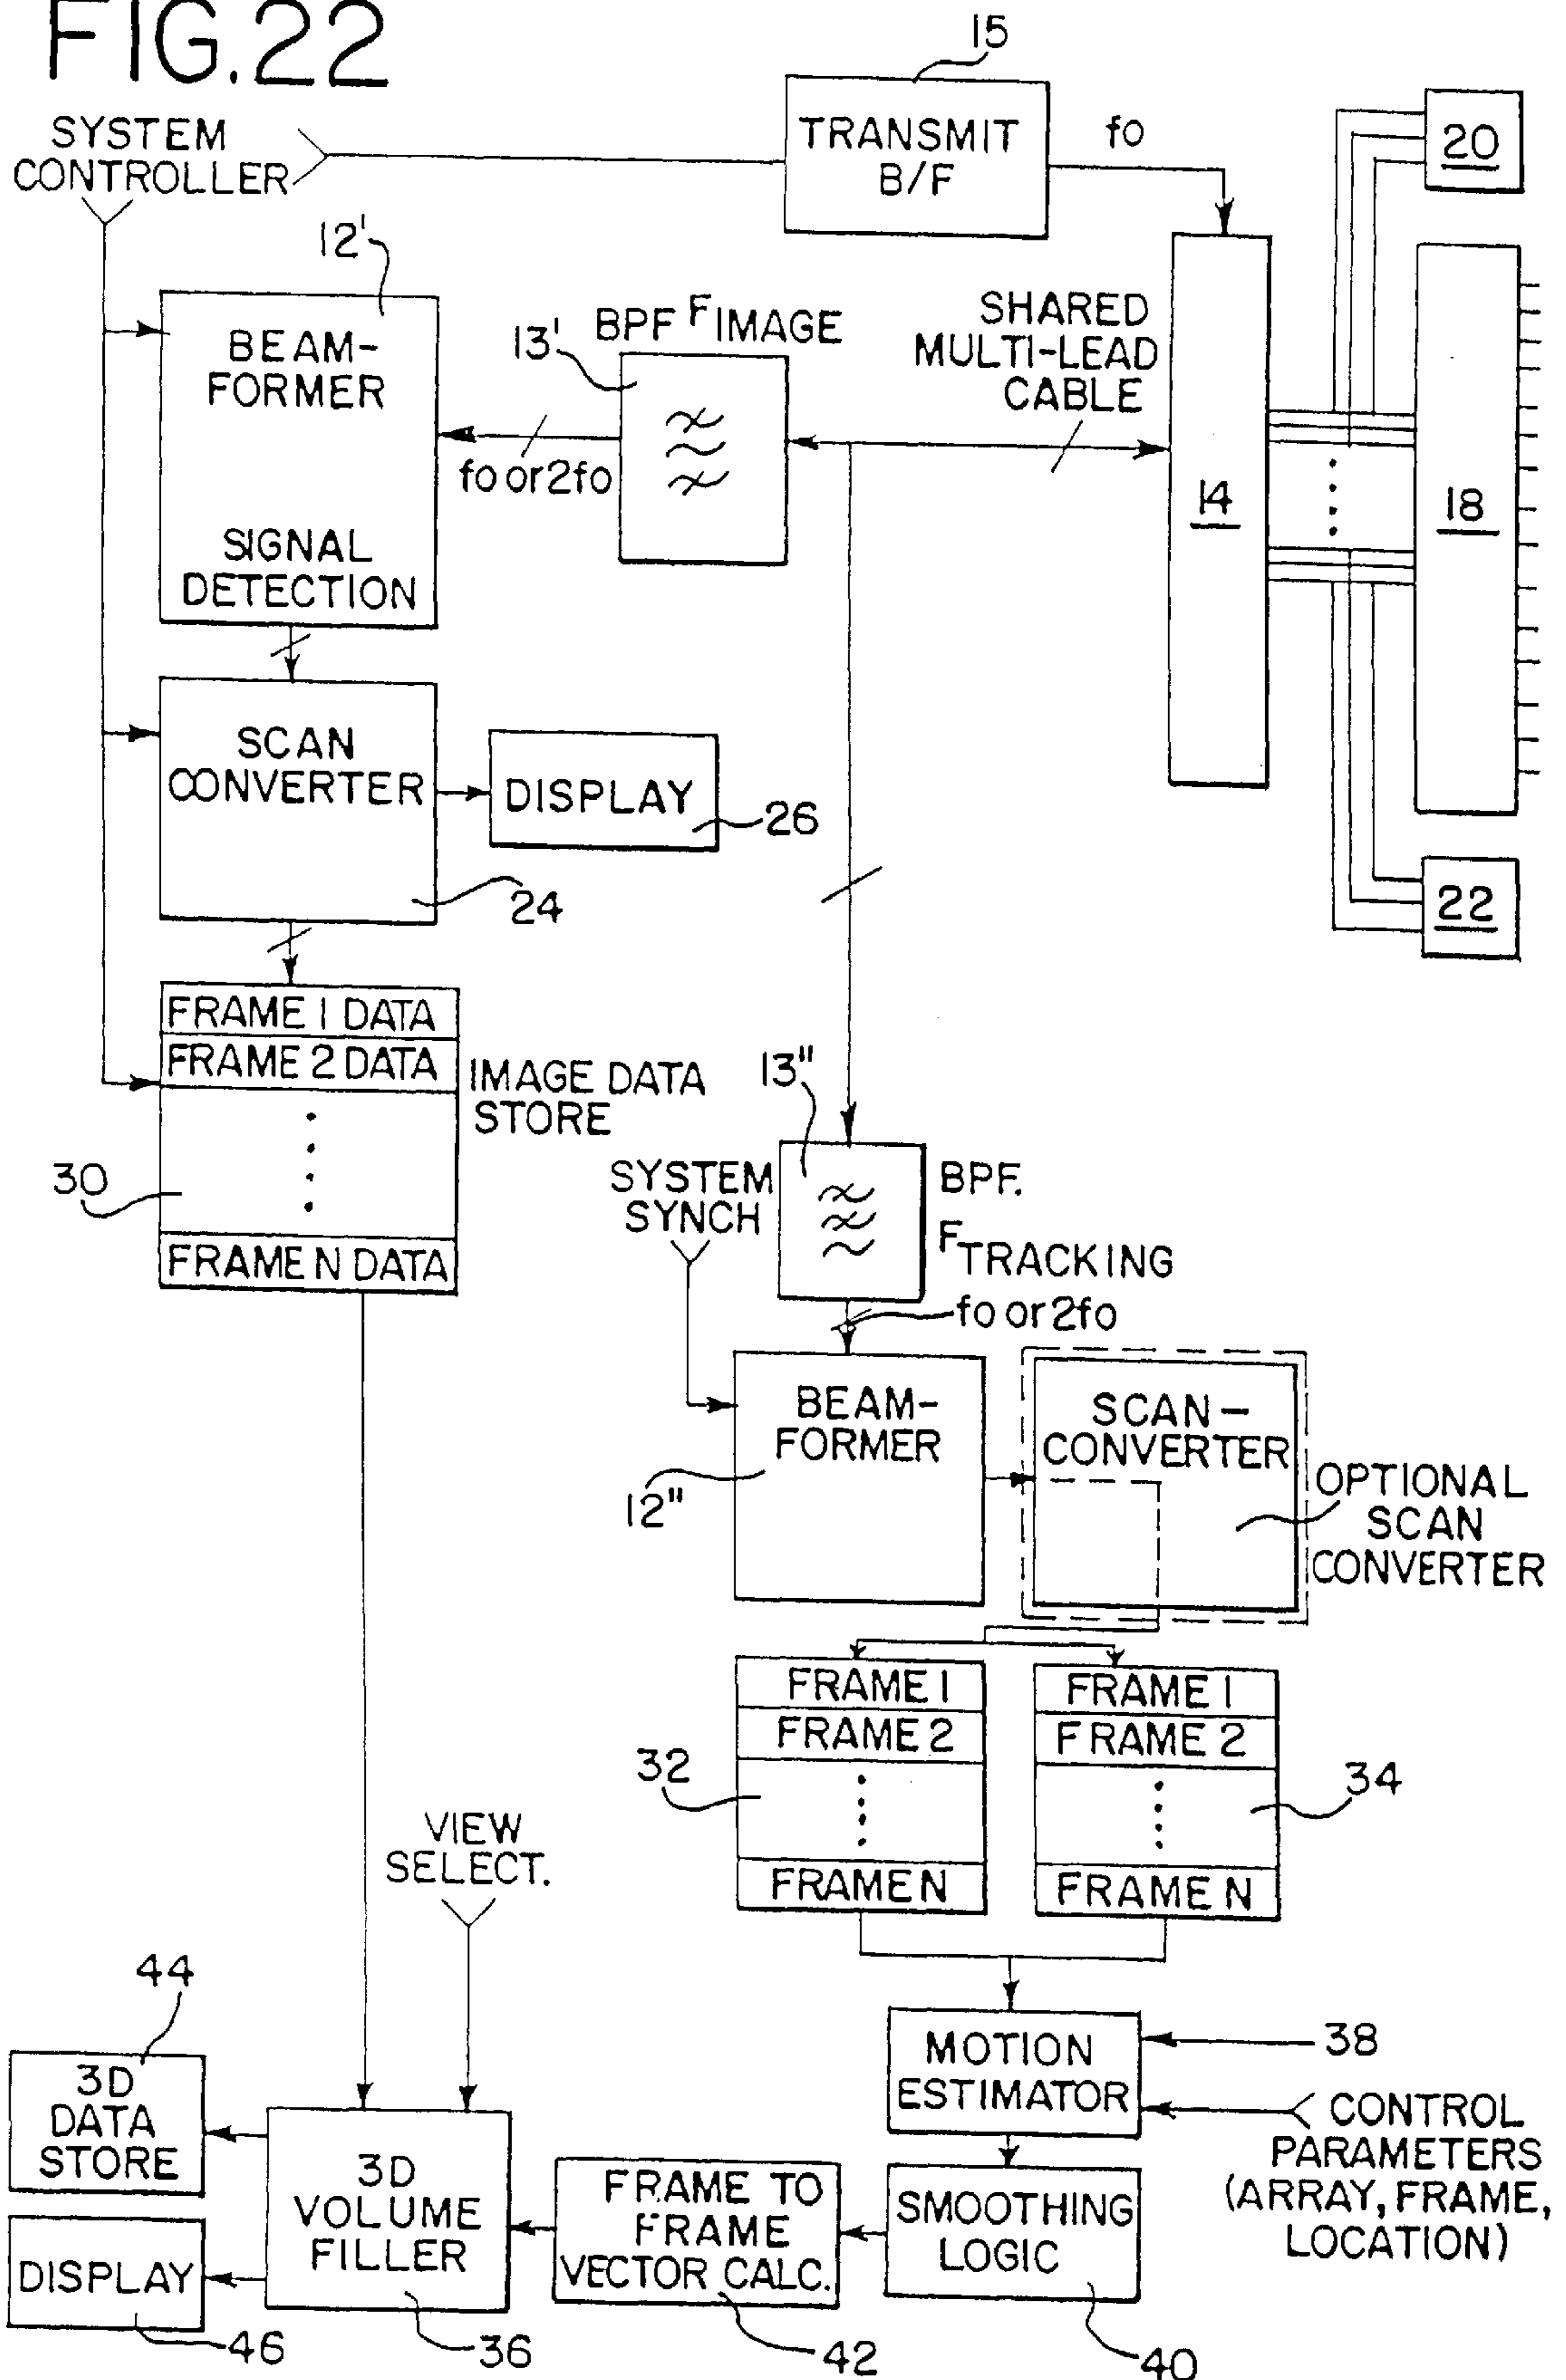 FIG.22
SYSTEM
CONTROLLER
15
TRANSMIT
B/F
fo
20
12'
BEAM-
FORMER
SIGNAL
DETECTION
13'
BPF FIMAGE
fo or 2fo
SHARED
MULTI-LEAD
CABLE
14
18
22
SCAN
CONVERTER
24
DISPLAY
26
FRAME 1 DATA
FRAME 2 DATA
FRAME N DATA
IMAGE DATA
STORE
30
13"
SYSTEM
SYNCH
BPF.
FTRACKING
fo or 2fo
BEAM-
FORMER
12"
SCAN-
CONVERTER
OPTIONAL
SCAN
CONVERTER
FRAME 1
FRAME 2
FRAME N
32
FRAME 1
FRAME 2
FRAME N
34
VIEW
SELECT.
44
3D
DATA
STORE
DISPLAY
46
3D
VOLUME
FILLER
36
FRAME TO
FRAME
VECTOR CALC.
42
MOTION
ESTIMATOR
38
CONTROL
PARAMETERS
(ARRAY, FRAME,
LOCATION)
SMOOTHING
LOGIC
40